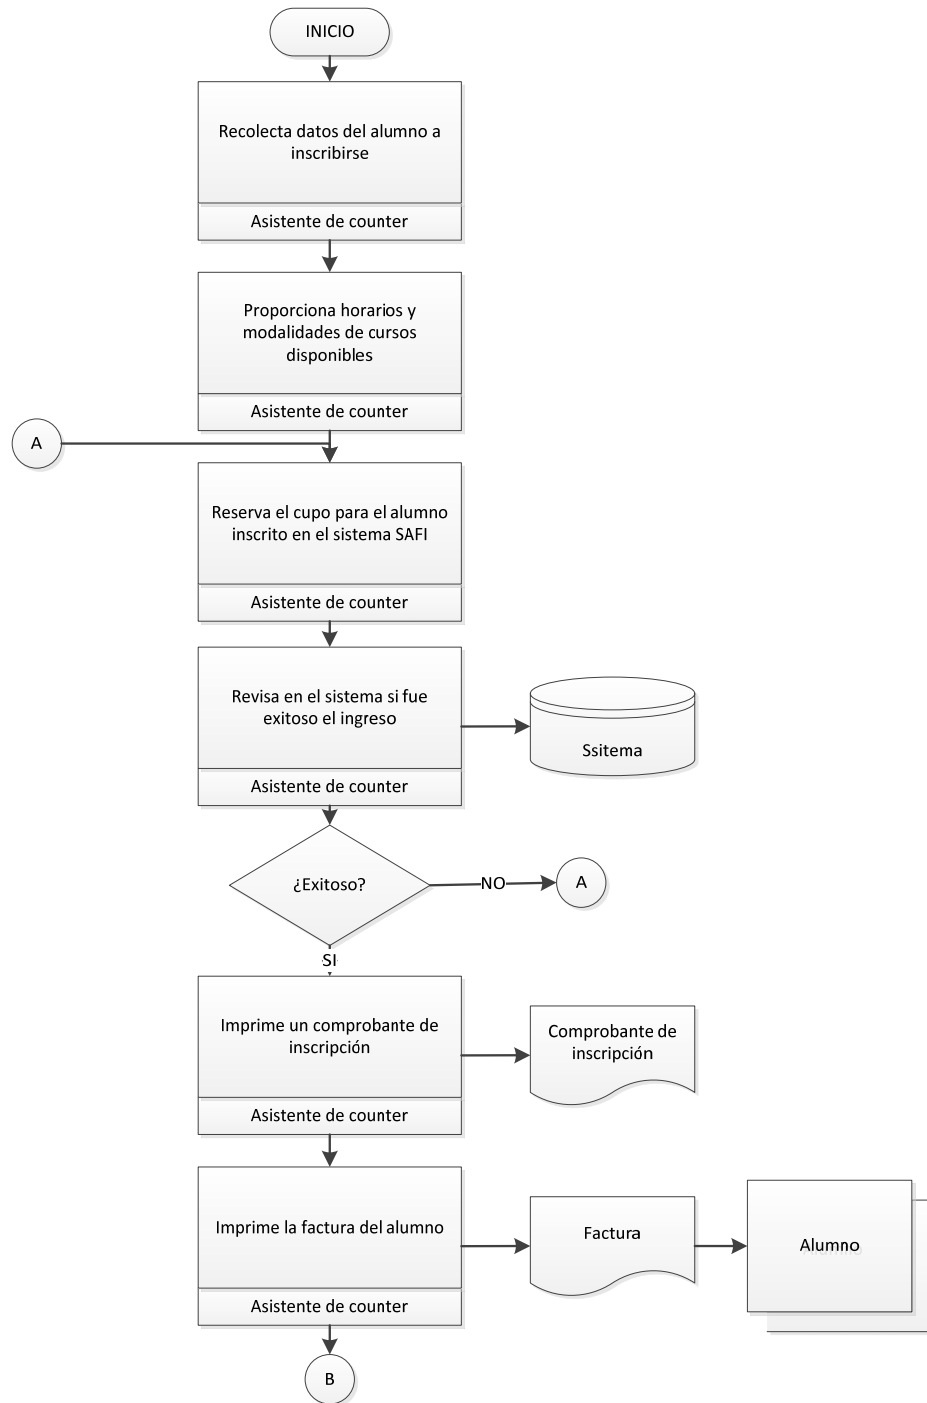 INICIO
Recolecta datos del alumno a
inscribirse
Asistente de counter
Proporciona horarios y
modalidades de cursos
disponibles
Asistente de counter
A
Reserva el cupo para el alumno
inscrito en el sistema SAFI
Asistente de counter
Revisa en el sistema si fue
exitoso el ingreso
Asistente de counter
Ssitema
¿Exitoso?
NO
A
SI
Imprime un comprobante de
inscripción
Asistente de counter
Comprobante de
inscripción
Imprime la factura del alumno
Asistente de counter
Factura
Alumno
B